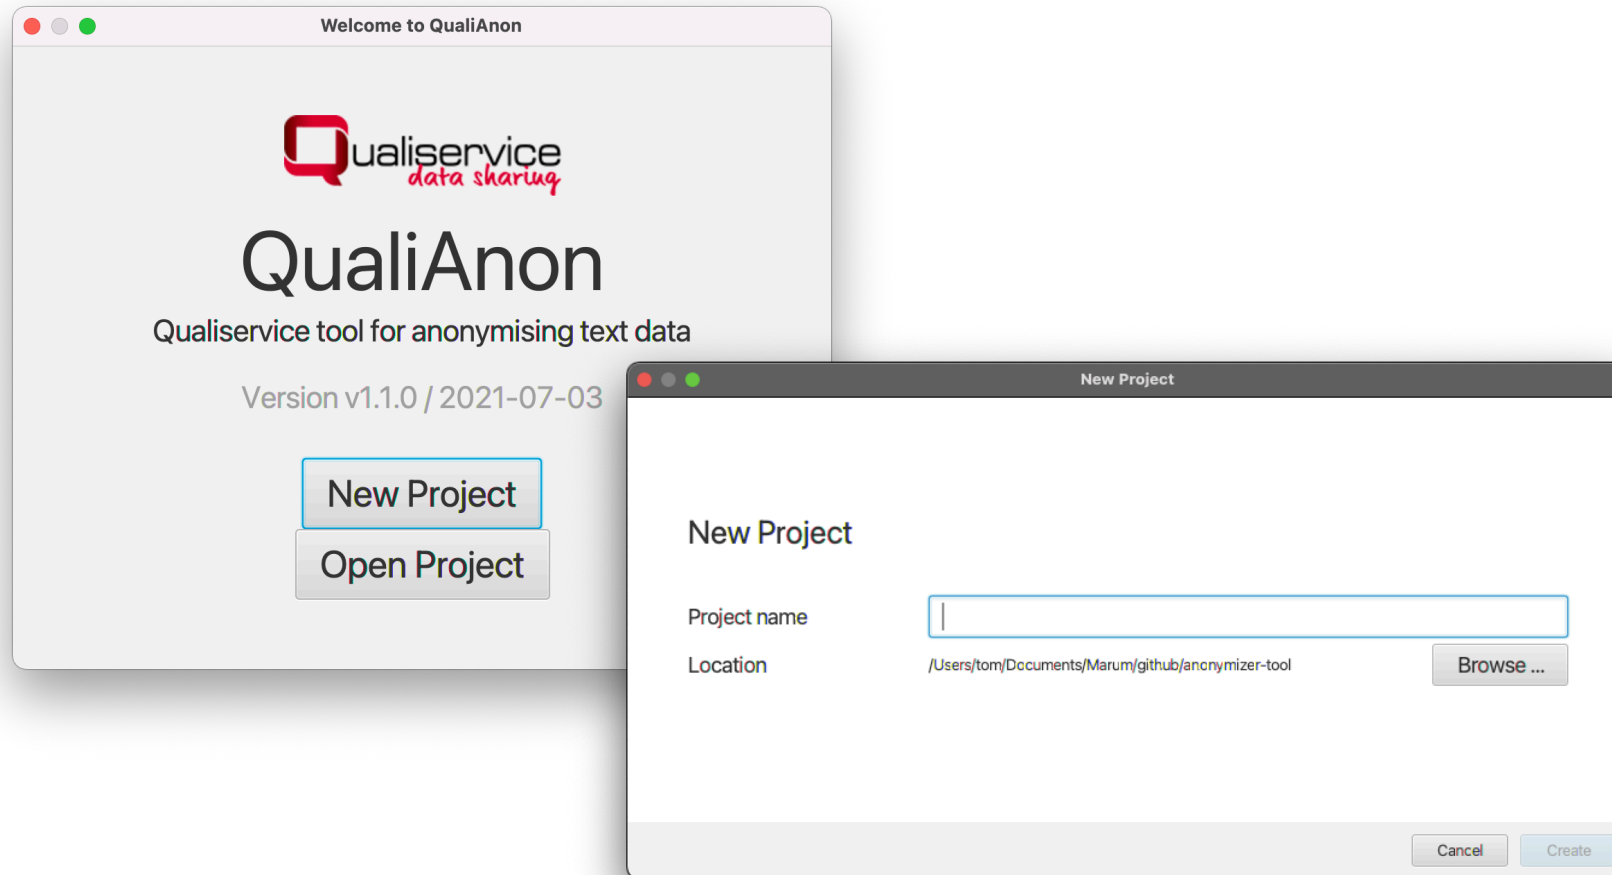 Welcome to QualiAnon
Qualiservice
data sharing
QualiAnon
Qualiservice tool for anonymising text data
Version v1.1.0 / 2021-07-03
New Project
Open Project
New Project
New Project
Project name
Location /Users/tom/Documents/Marum/github/anonymizer-tool Browse ...
Cancel Create